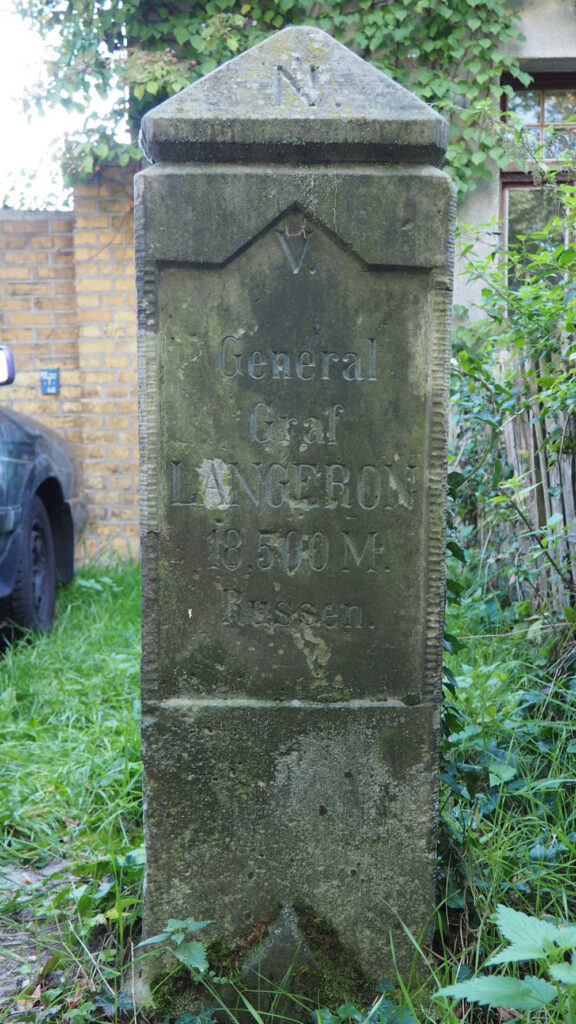 N.
V.
General
Graf
LANGERON
18.500 M.
Russen.